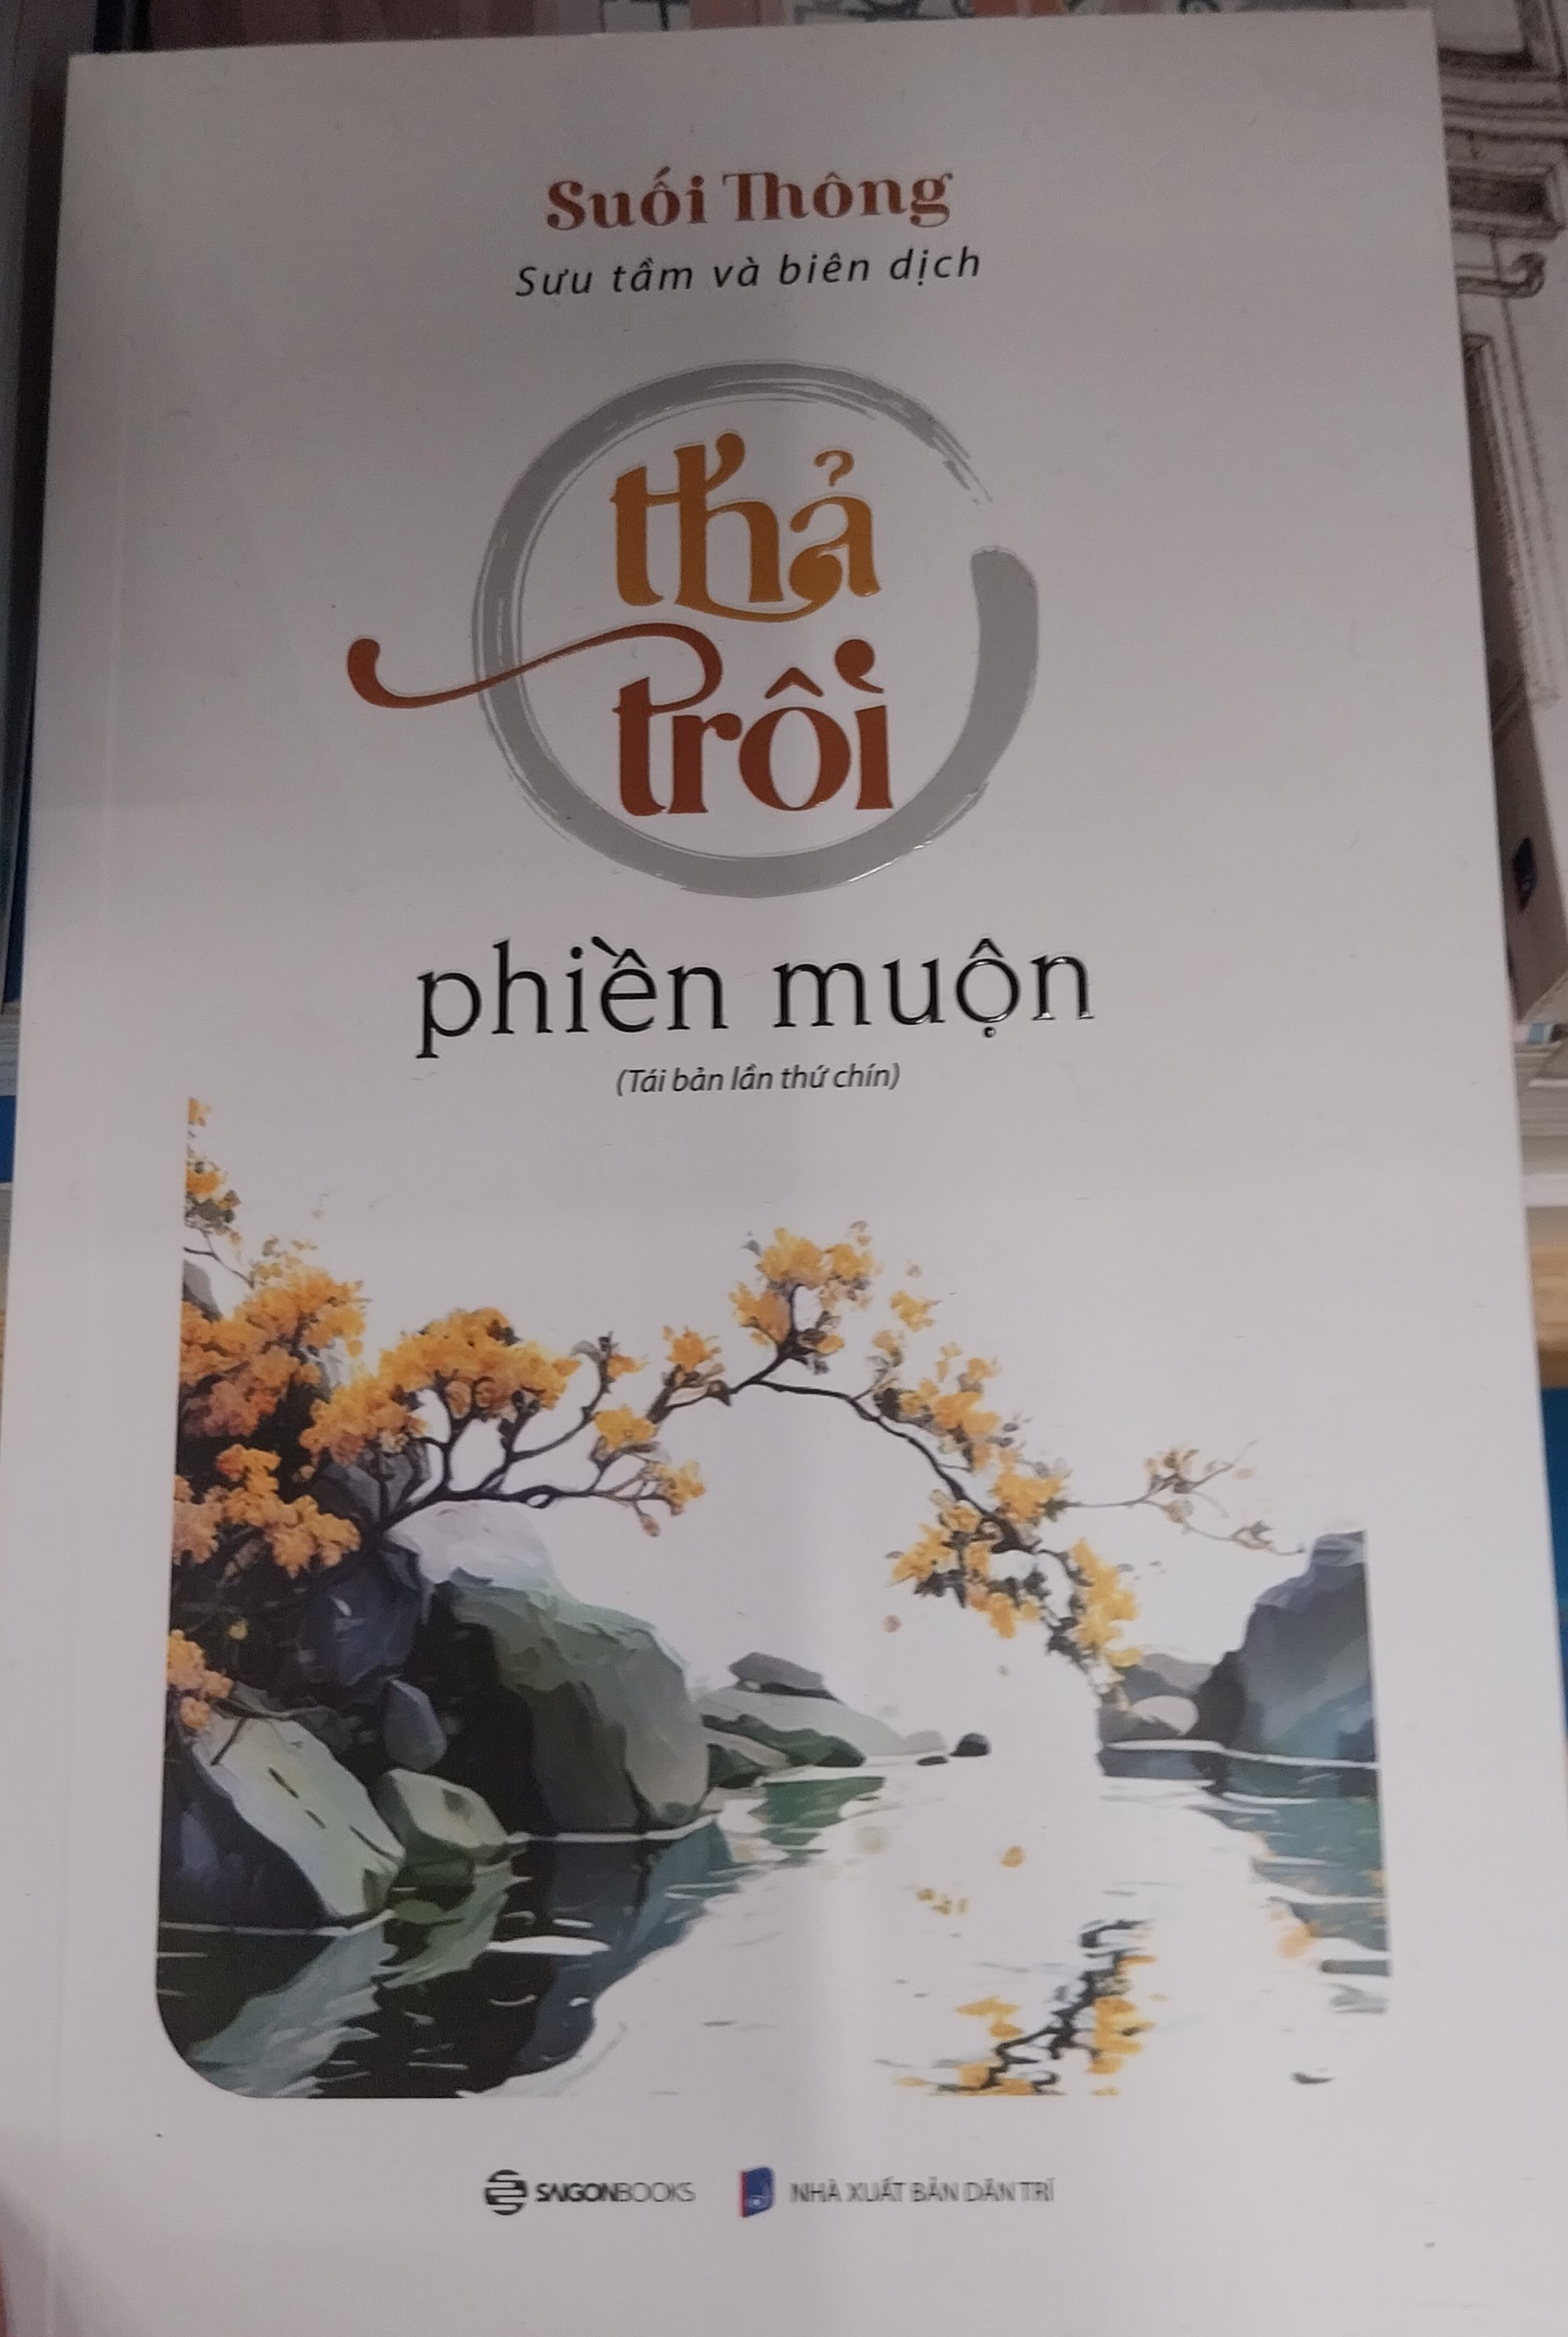 Suối Thông
Sưu tầm và biên dịch
thả
trôi
phiền muộn
(Tái bản lần thứ chín)
SAIGONBOOKS NHÀ XUẤT BẢN DÂN TRÍ